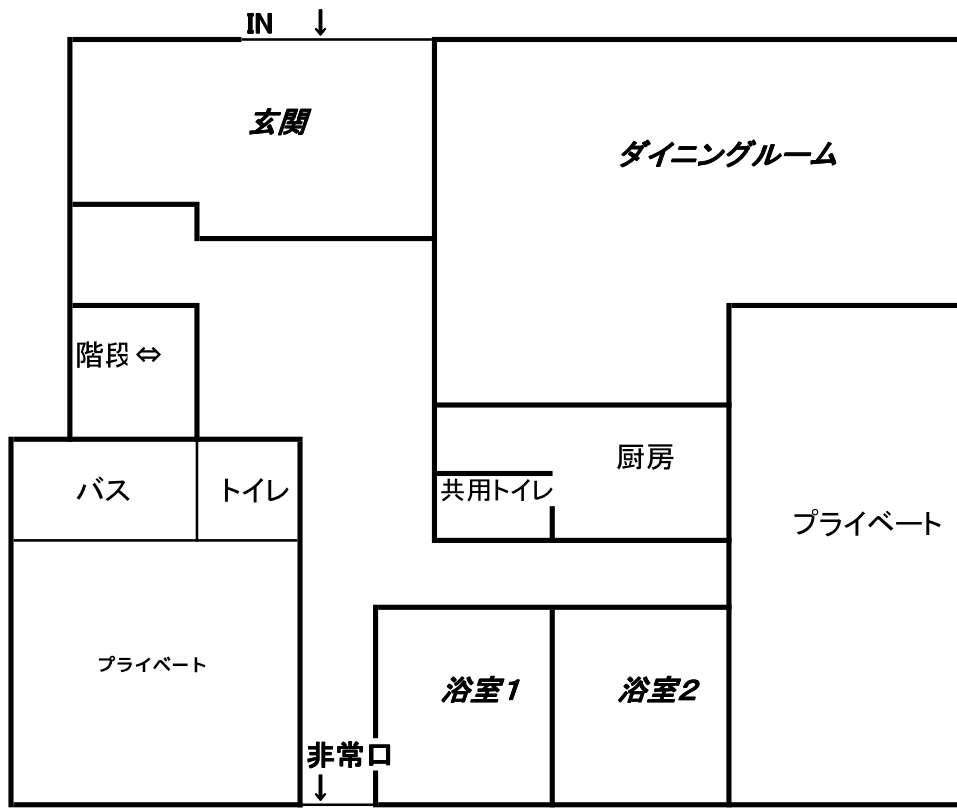 IN ↓
玄関
ダイニングルーム
階段 ⇔
厨房
バス
トイレ
共用トイレ
プライベート
プライベート
浴室1
浴室2
非常口
↓